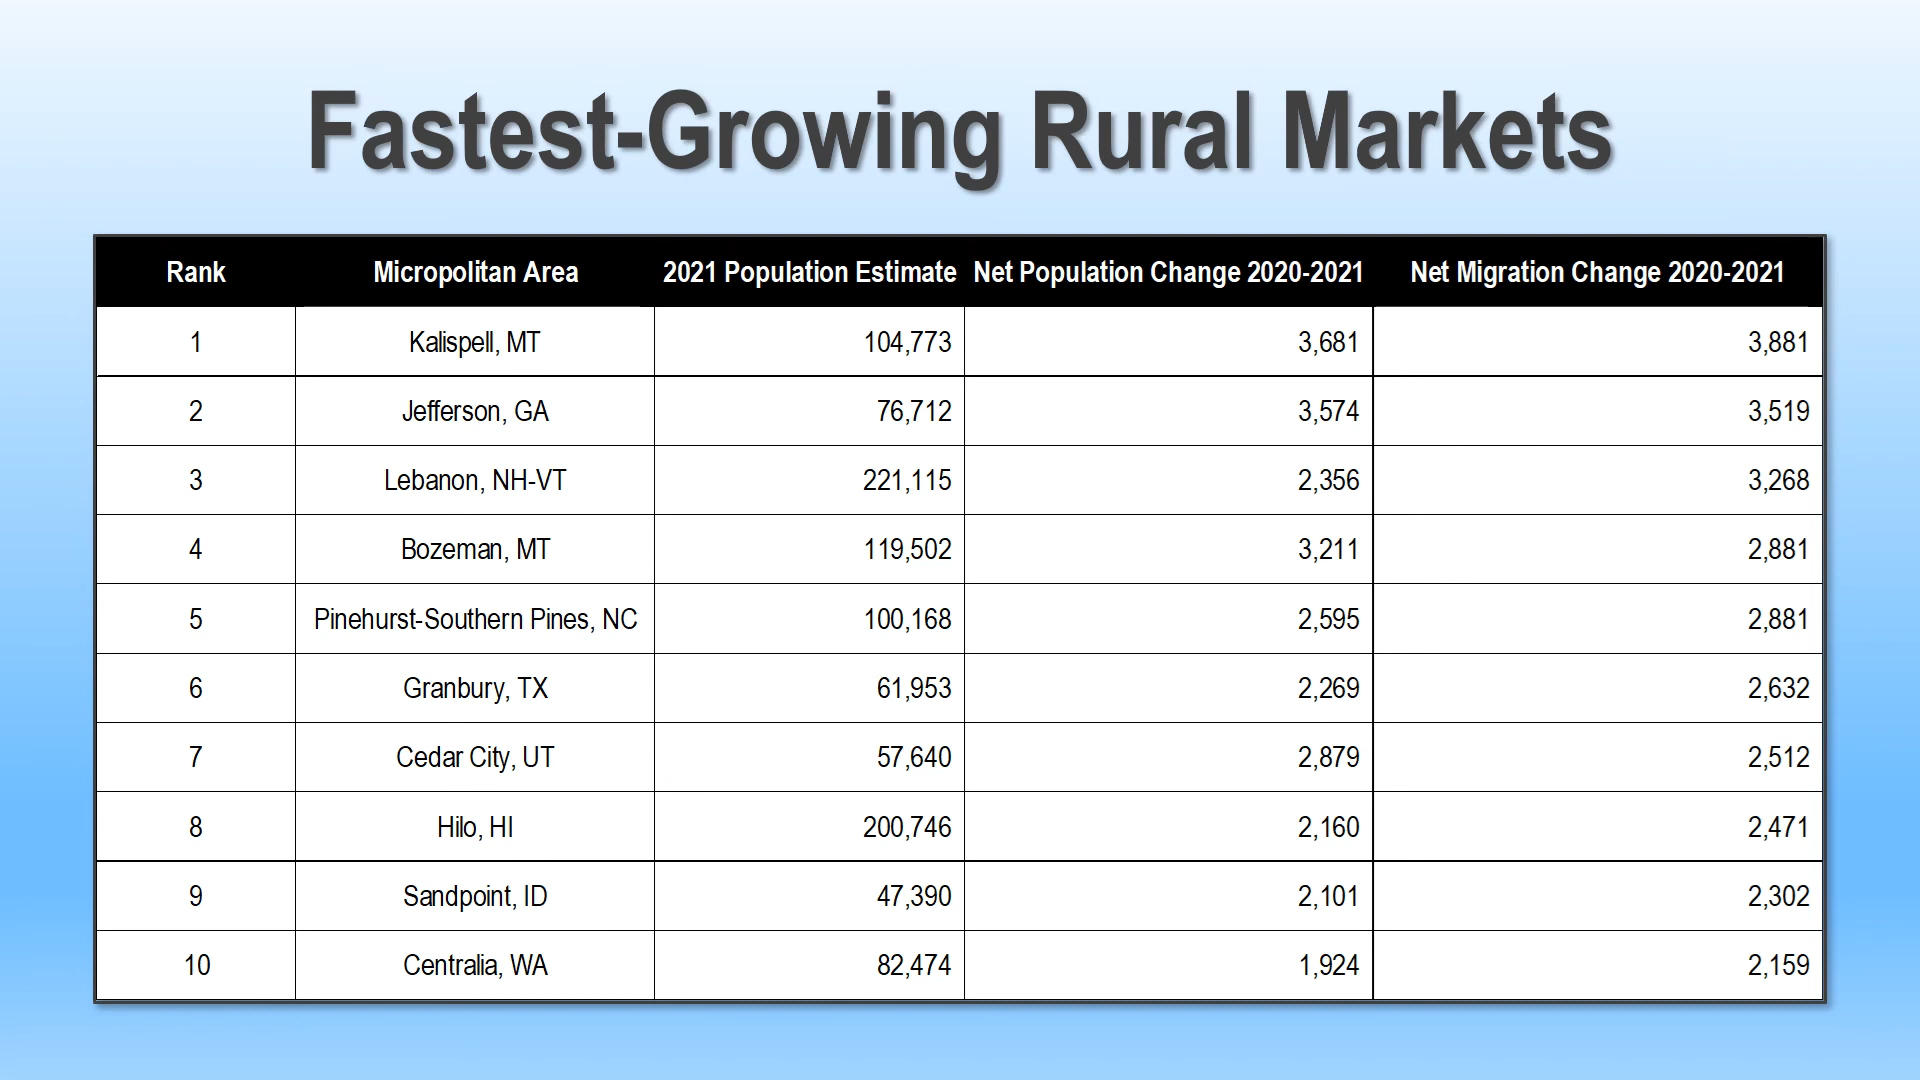 Fastest-Growing Rural Markets
Rank Micropolitan Area 2021 Population Estimate Net Population Change 2020-2021 Net Migration Change 2020-2021
1 Kalispell, MT 104,773 3,681 3,881
2 Jefferson, GA 76,712 3,574 3,519
3 Lebanon, NH-VT 221,115 2,356 3,268
4 Bozeman, MT 119,502 3,211 2,881
5 Pinehurst-Southern Pines, NC 100,168 2,595 2,881
6 Granbury, TX 61,953 2,269 2,632
7 Cedar City, UT 57,640 2,879 2,512
8 Hilo, HI 200,746 2,160 2,471
9 Sandpoint, ID 47,390 2,101 2,302
10 Centralia, WA 82,474 1,924 2,159